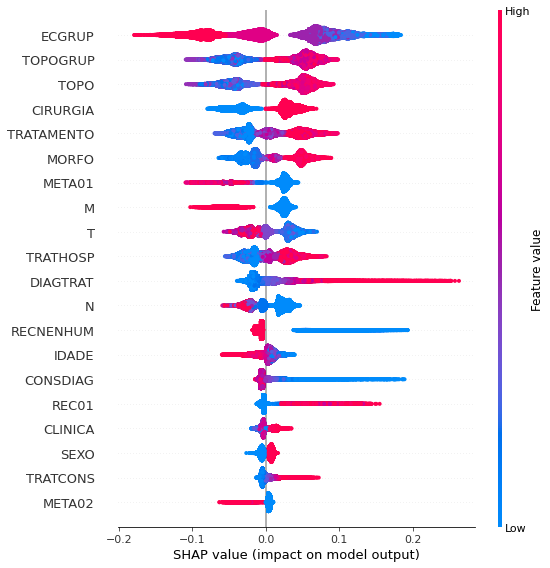 High
ECGRUP
TOPOGRUP
TOPO
CIRURGIA
TRATAMENTO
MORFO
META01
M
T
TRATHOSP
DIAGTRAT
N
RECNENHUM
IDADE
CONSDIAG
REC01
CLINICA
SEXO
TRATCONS
META02
Feature value
Low
−0.2 −0.1 0.0 0.1 0.2
SHAP value (impact on model output)